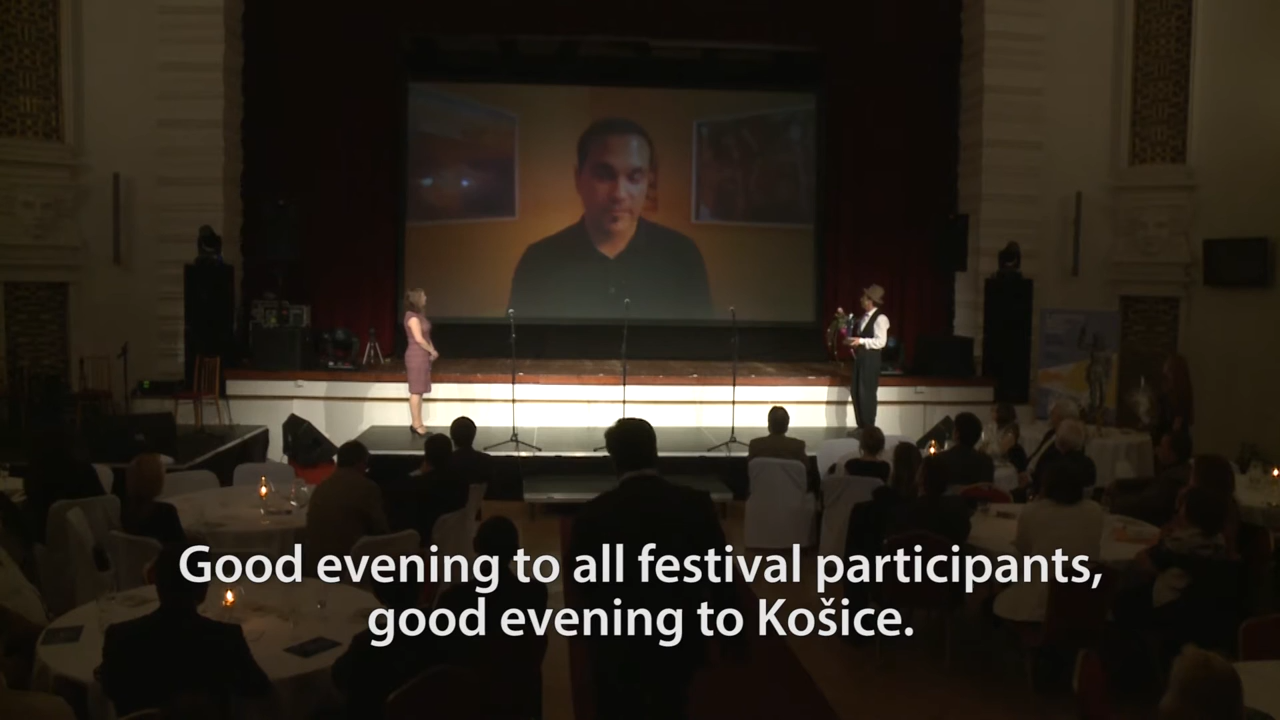 Good evening to all festival participants,
good evening to Košice.